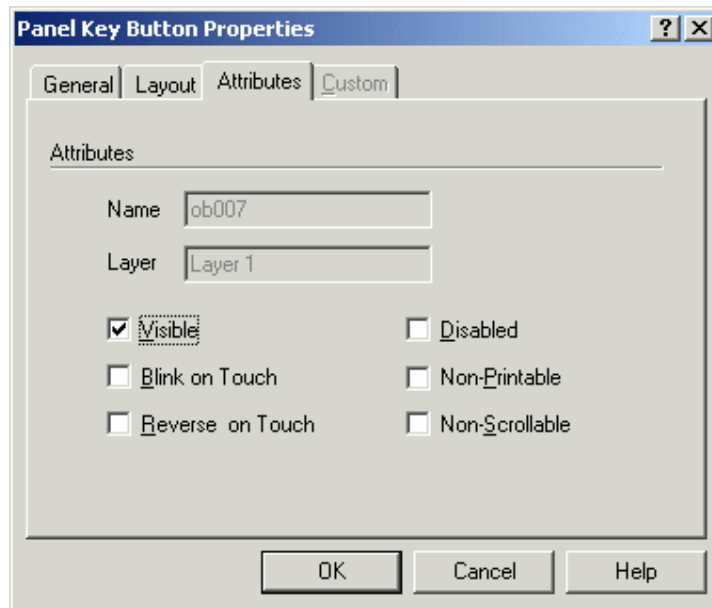 Panel Key Button Properties ? X
General Layout Attributes Custom
Attributes
Name ob007
Layer Layer 1
Visible Disabled
Blink on Touch Non-Printable
Reverse on Touch Non-Scrollable
OK Cancel Help